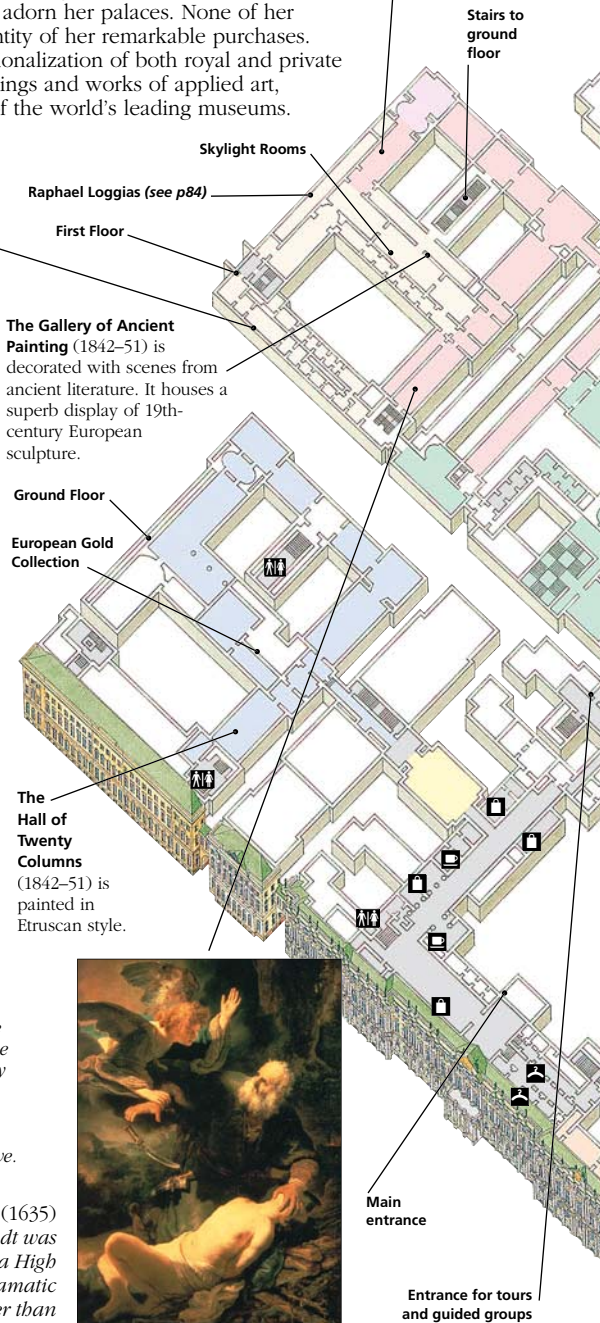 adorn her palaces. None of her
ntity of her remarkable purchases.
ionalization of both royal and private
ings and works of applied art,
f the world's leading museums.
Stairs to
ground
floor
Skylight Rooms
Raphael Loggias (see p84)
First Floor
The Gallery of Ancient
Painting (1842–51) is
decorated with scenes from
ancient literature. It houses a
superb display of 19th-
century European
sculpture.
Ground Floor
European Gold
Collection
The
Hall of
Twenty
Columns
(1842–51) is
painted in
Etruscan style.
e
ve.
(1635)
dt was
a High
amatic
er than
Main
entrance
Entrance for tours
and guided groups